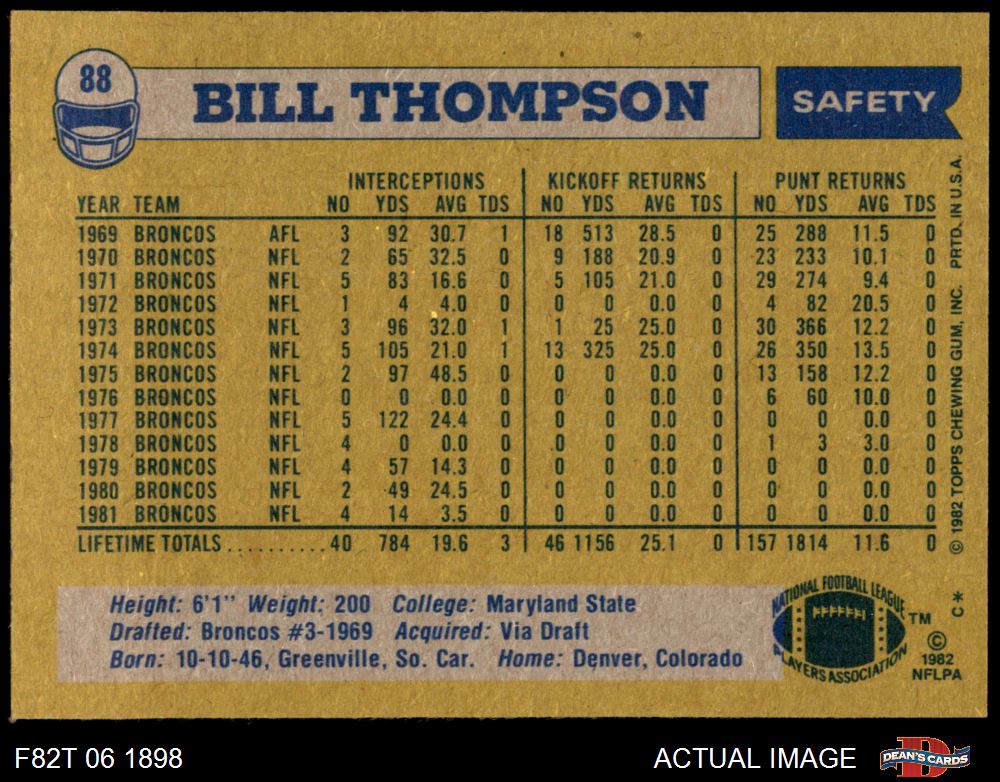 88
BILL THOMPSON
SAFETY
INTERCEPTIONS KICKOFF RETURNS PUNT RETURNS
YEAR TEAM NO YDS AVG TDS NO YDS AVG TDS NO YDS AVG TDS
1969 BRONCOS AFL 3 92 30.7 1 18 513 28.5 0 25 288 11.5 0
1970 BRONCOS NFL 2 65 32.5 0 9 188 20.9 0 23 233 10.1 0
1971 BRONCOS NFL 5 83 16.6 0 5 105 21.0 0 29 274 9.4 0
1972 BRONCOS NFL 1 4 4.0 0 0 0 0.0 0 4 82 20.5 0
1973 BRONCOS NFL 3 96 32.0 1 1 25 25.0 0 30 366 12.2 0
1974 BRONCOS NFL 5 105 21.0 1 13 325 25.0 0 26 350 13.5 0
1975 BRONCOS NFL 2 97 48.5 0 0 0 0.0 0 13 158 12.2 0
1976 BRONCOS NFL 0 0 0.0 0 0 0 0.0 0 6 60 10.0 0
1977 BRONCOS NFL 5 122 24.4 0 0 0 0.0 0 0 0 0.0 0
1978 BRONCOS NFL 4 0 0.0 0 0 0 0.0 0 1 3 3.0 0
1979 BRONCOS NFL 4 57 14.3 0 0 0 0.0 0 0 0 0.0 0
1980 BRONCOS NFL 2 49 24.5 0 0 0 0.0 0 0 0 0.0 0
1981 BRONCOS NFL 4 14 3.5 0 0 0 0.0 0 0 0 0.0 0
LIFETIME TOTALS .......... 40 784 19.6 3 46 1156 25.1 0 157 1814 11.6 0
© 1982 TOPPS CHEWING GUM, INC. PRTD. IN U.S.A.
Height: 6'1" Weight: 200 College: Maryland State
Drafted: Broncos #3-1969 Acquired: Via Draft
Born: 10-10-46, Greenville, So. Car. Home: Denver, Colorado
NATIONAL FOOTBALL LEAGUE
PLAYERS ASSOCIATION
TM
C*
©
1982
NFLPA
F82T 06 1898
ACTUAL IMAGE
DEAN'S CARDS